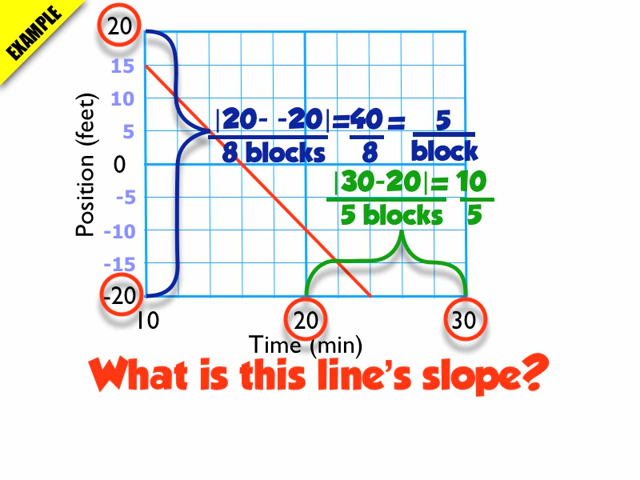 EXAMPLE
20
15
10
5
0
-5
-10
-15
-20
Position (feet)
|20- -20| = 40 = 5
8 blocks 8 block
|30-20| = 10
5 blocks 5
10 20 30
Time (min)
What is this line's slope?